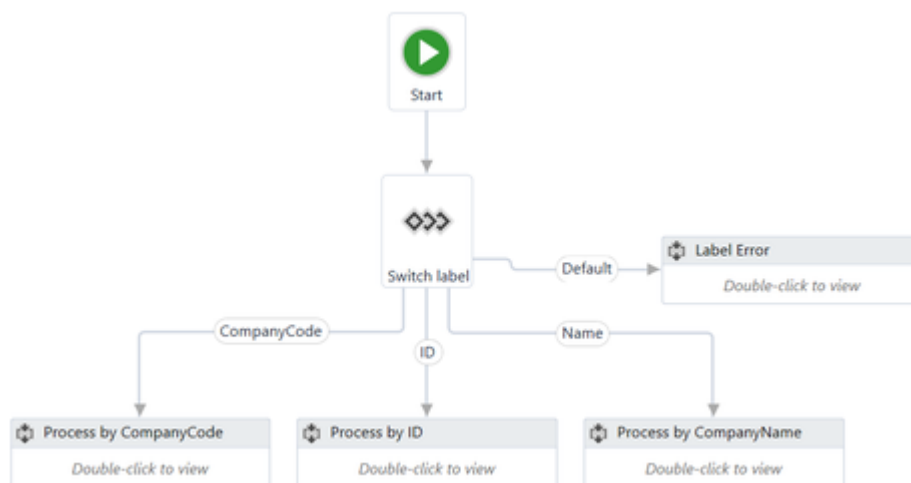 Start
Switch label
Default
Label Error
Double-click to view
CompanyCode
ID
Name
Process by CompanyCode
Process by ID
Process by CompanyName
Double-click to view
Double-click to view
Double-click to view